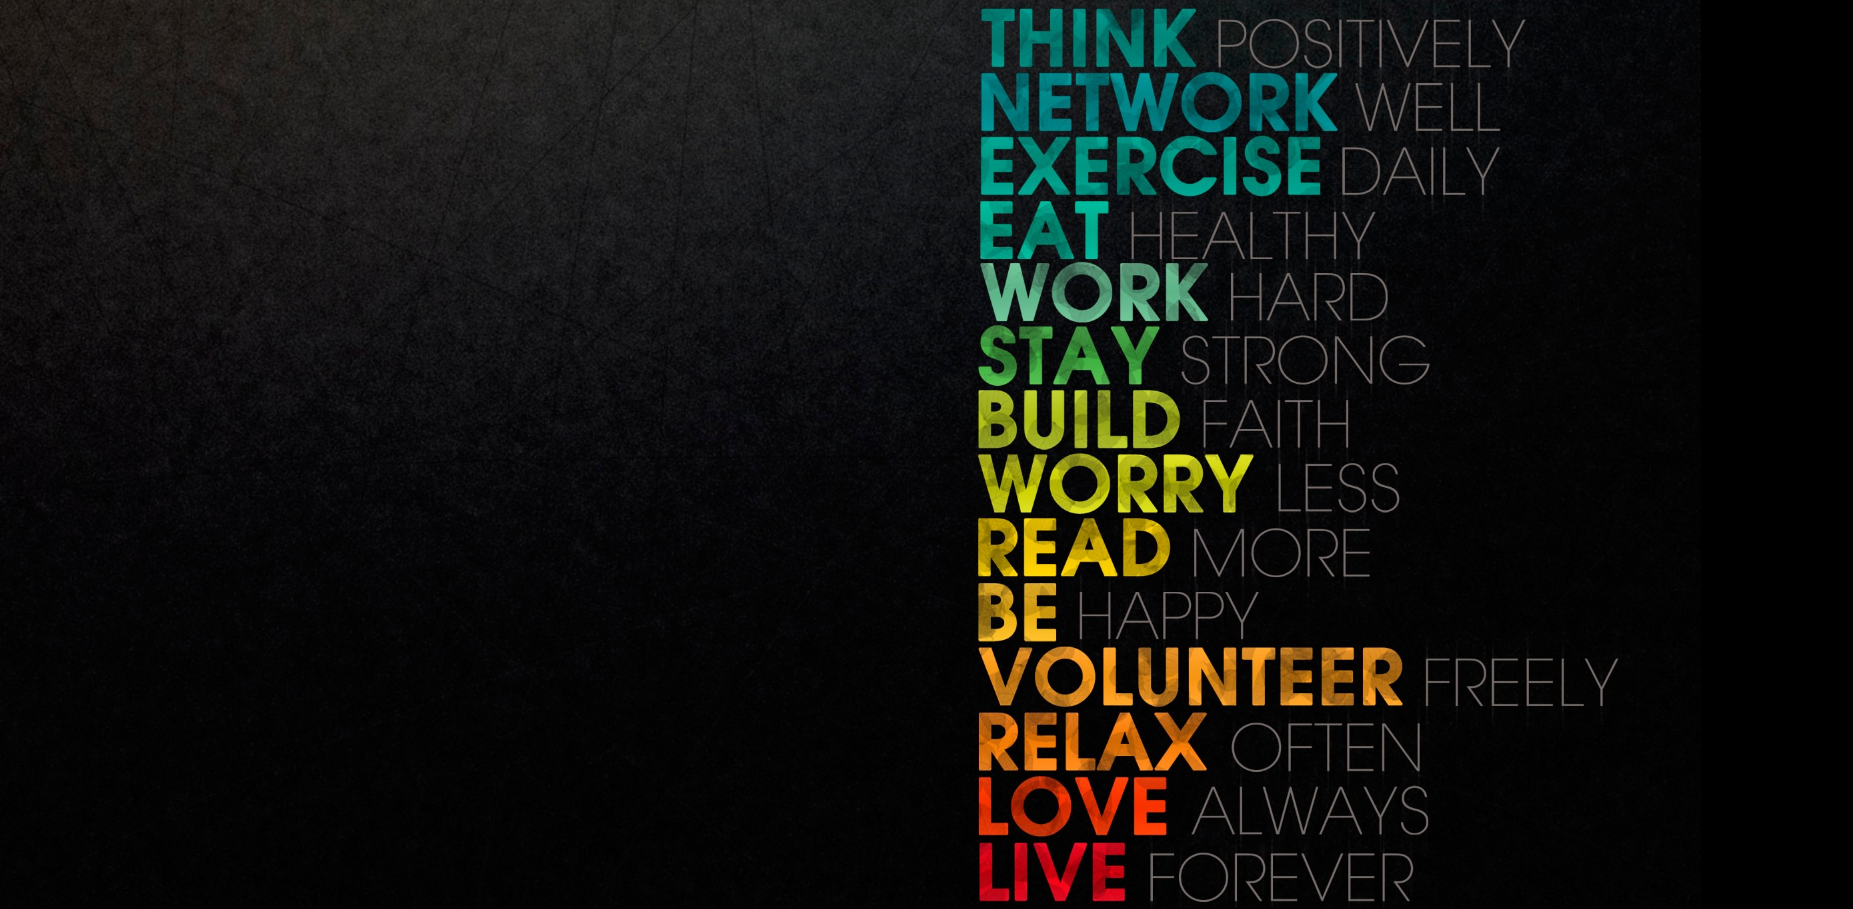 THINK POSITIVELY
NETWORK WELL
EXERCISE DAILY
EAT HEALTHY
WORK HARD
STAY STRONG
BUILD FAITH
WORRY LESS
READ MORE
BE HAPPY
VOLUNTEER FREELY
RELAX OFTEN
LOVE ALWAYS
LIVE FOREVER